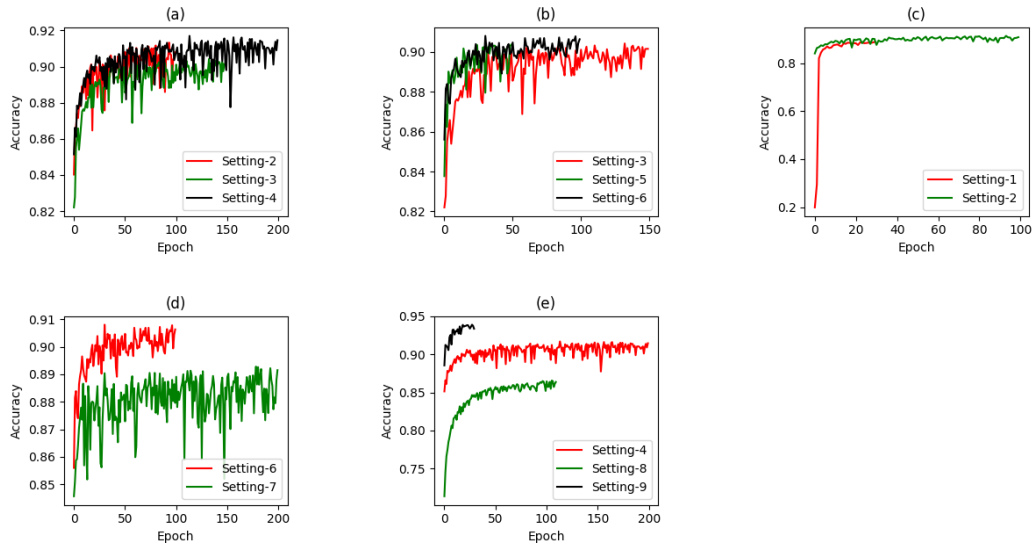 (a)
0.92
0.90
0.88
0.86
0.84
0.82
Accuracy
Setting-2
Setting-3
Setting-4
0 50 100 150 200
Epoch
(b)
0.90
0.88
0.86
0.84
0.82
Accuracy
Setting-3
Setting-5
Setting-6
0 50 100 150
Epoch
(c)
0.8
0.6
0.4
0.2
Accuracy
Setting-1
Setting-2
0 20 40 60 80 100
Epoch
(d)
0.91
0.90
0.89
0.88
0.87
0.86
0.85
Accuracy
Setting-6
Setting-7
0 50 100 150 200
Epoch
(e)
0.95
0.90
0.85
0.80
0.75
Accuracy
Setting-4
Setting-8
Setting-9
0 50 100 150 200
Epoch